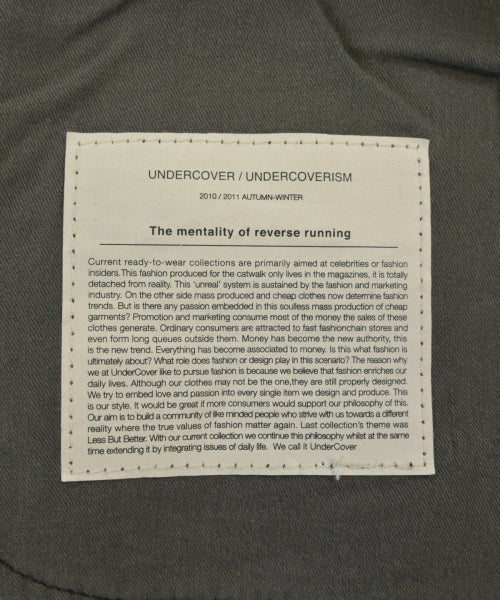 UNDERCOVER / UNDERCOVERISM
2010 / 2011 AUTUMN-WINTER
The mentality of reverse running
Current ready-to-wear collections are primarily aimed at celebrities or fashion
insiders.This fashion produced for the catwalk only lives in the magazines, it is totally
detached from reality. This 'unreal' system is sustained by the fashion and marketing
industry. On the other side mass produced and cheap clothes now determine fashion
trends. But is there any passion embedded in this soulless mass production of cheap
garments? Promotion and marketing consume most of the money the sales of these
clothes generate. Ordinary consumers are attracted to fast fashionchain stores and
even form long queues outside them. Money has become the new authority, this
is the new trend. Everything has become associated to money. Is this what fashion is
ultimately about? What role does fashion or design play in this scenario? The reason why
we at UnderCover like to pursue fashion is because we believe that fashion enriches our
daily lives. Although our clothes may not be the one,they are still properly designed.
We try to embed love and passion into every single item we design and produce. This
is our style. It would be great if more consumers would support our philosophy of this.
Our aim is to build a community of like minded people who strive with us towards a different
reality where the true values of fashion matter again. Last collection's theme was
Less But Better. With our current collection we continue this philosophy whilst at the same
time extending it by integrating issues of daily life. We call it UnderCover